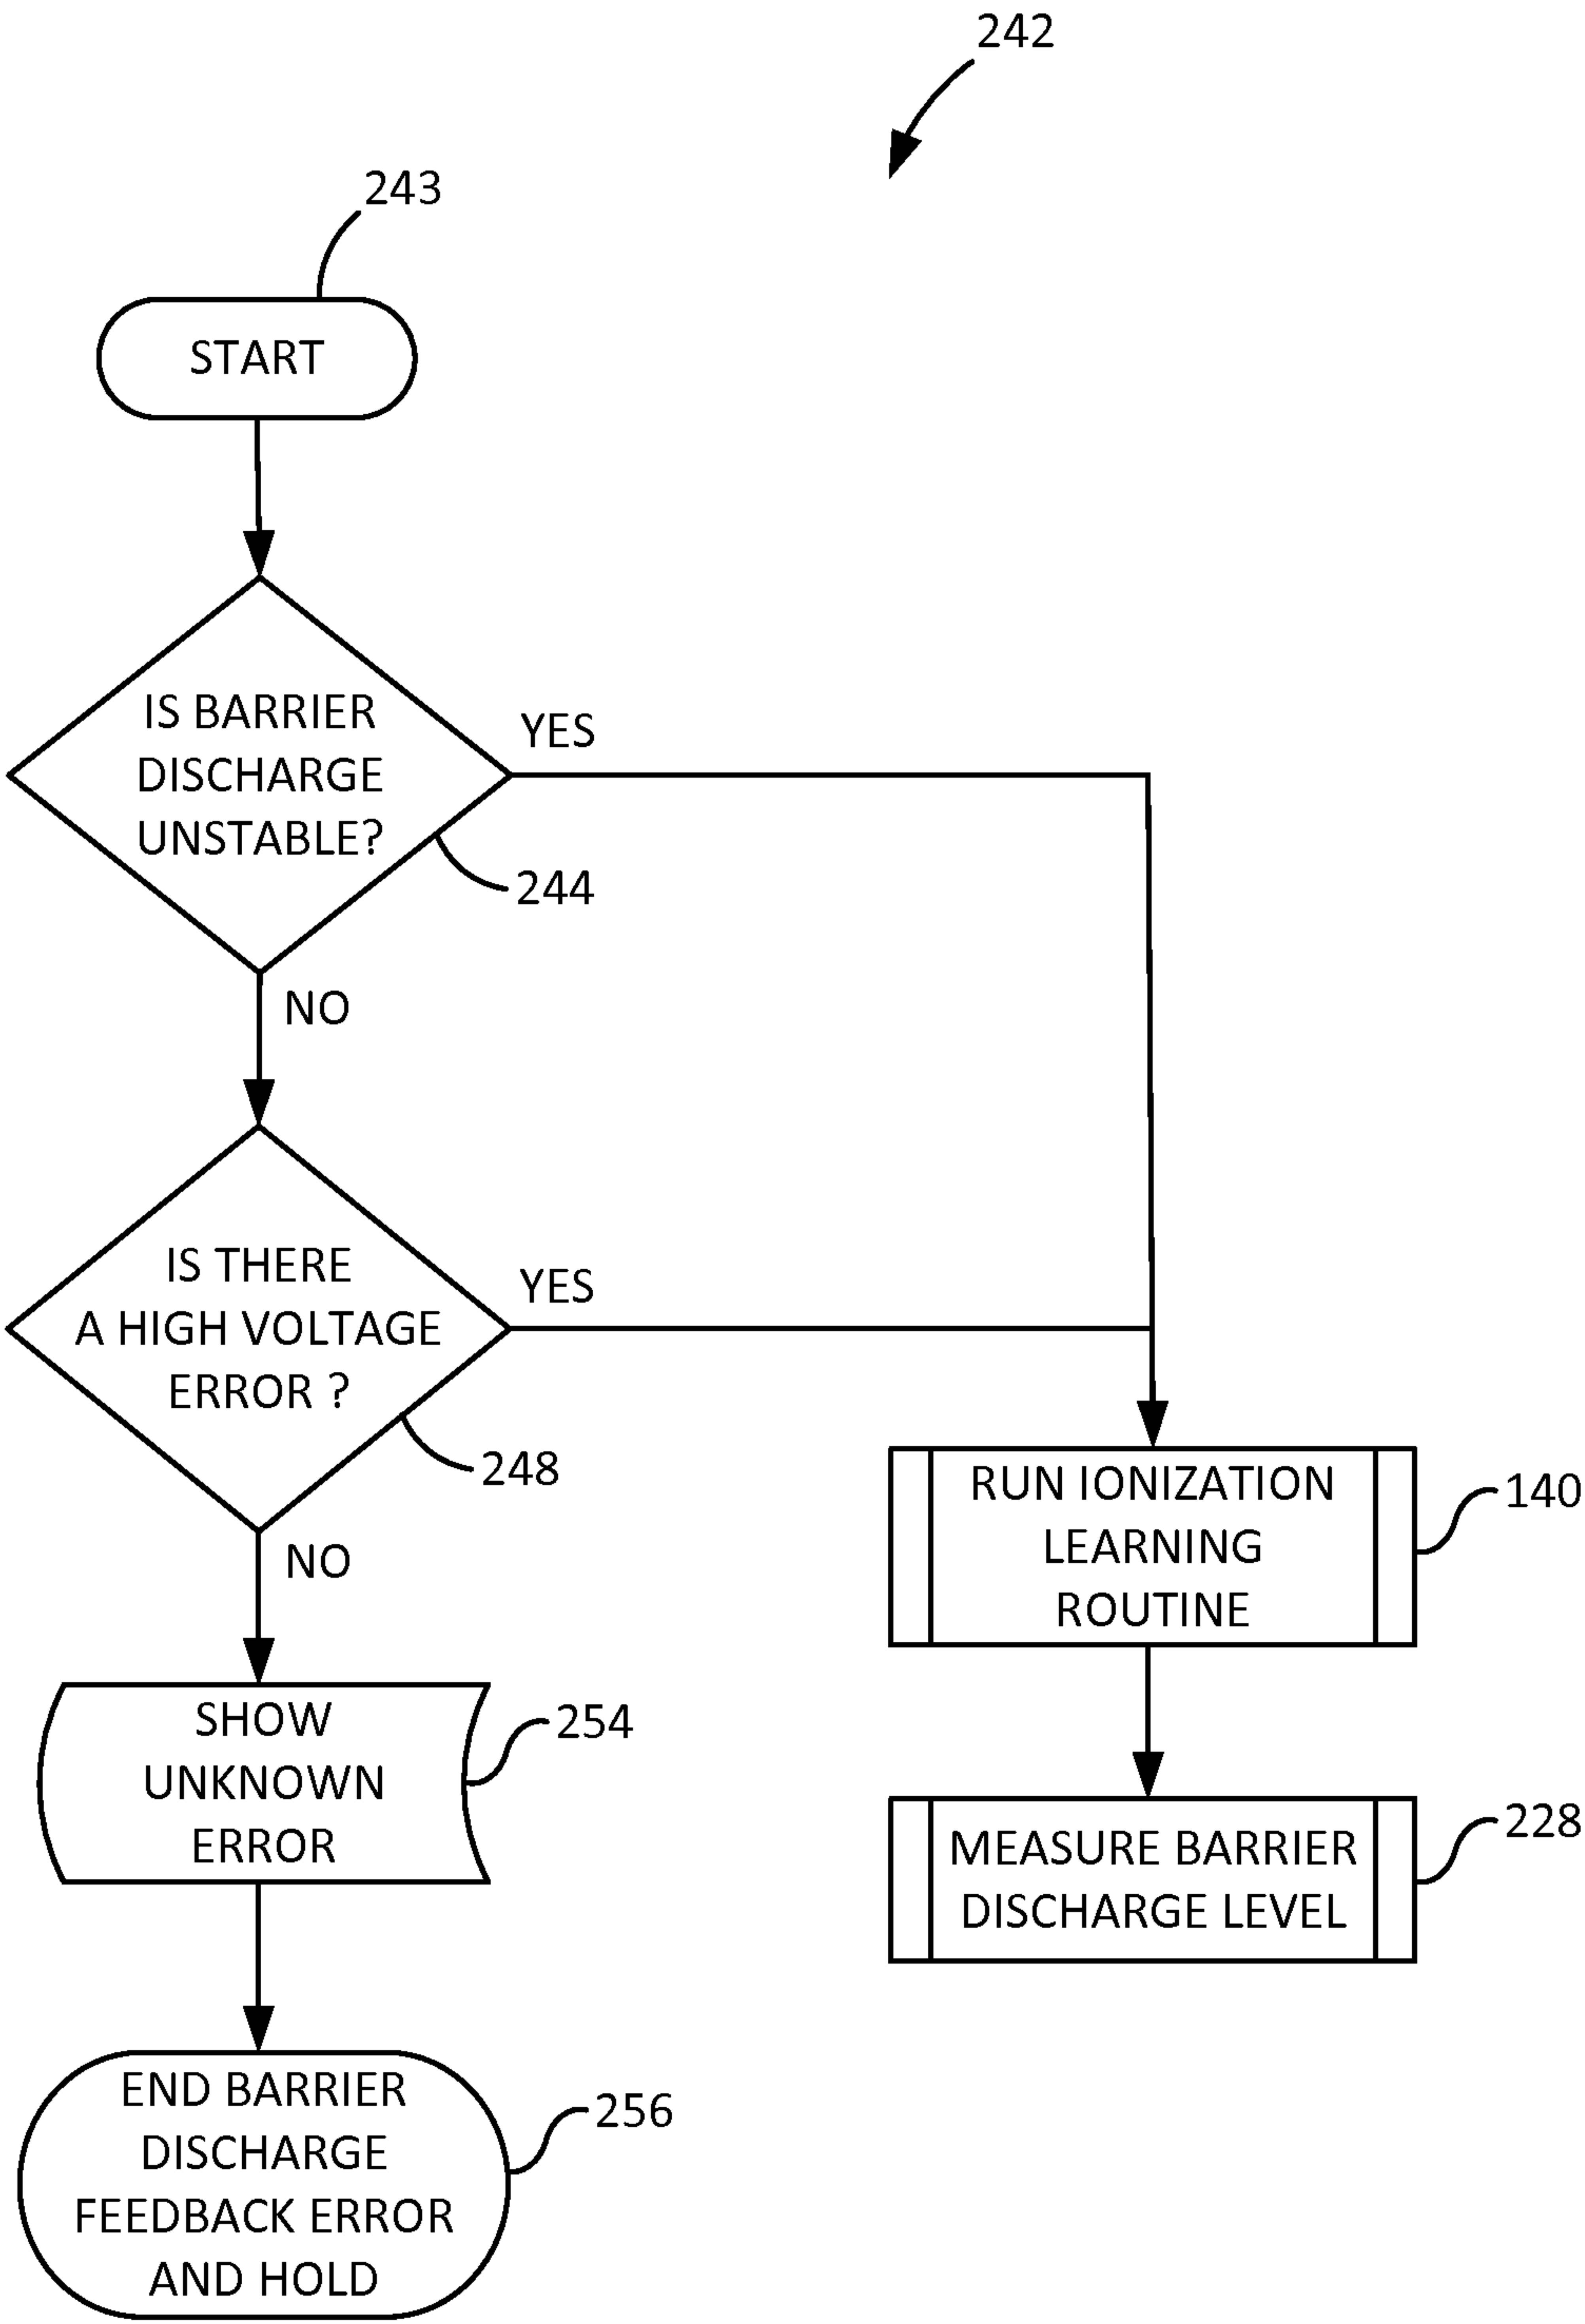 242
243
START
IS BARRIER
DISCHARGE
UNSTABLE?
YES
244
NO
IS THERE
A HIGH VOLTAGE
ERROR ?
YES
248
NO
RUN IONIZATION
LEARNING
ROUTINE
140
SHOW
UNKNOWN
ERROR
254
MEASURE BARRIER
DISCHARGE LEVEL
228
END BARRIER
DISCHARGE
FEEDBACK ERROR
AND HOLD
256